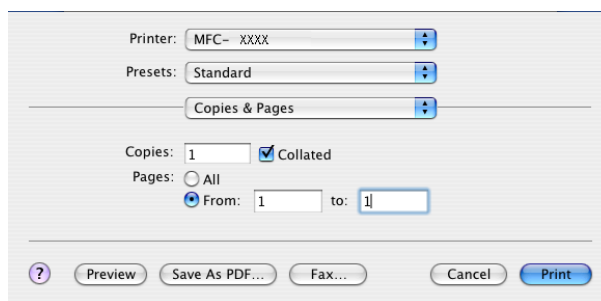 Printer: MFC- XXXX
Presets: Standard
Copies & Pages
Copies: 1 Collated
Pages: All
From: 1 to: 1
? Preview Save As PDF... Fax... Cancel Print